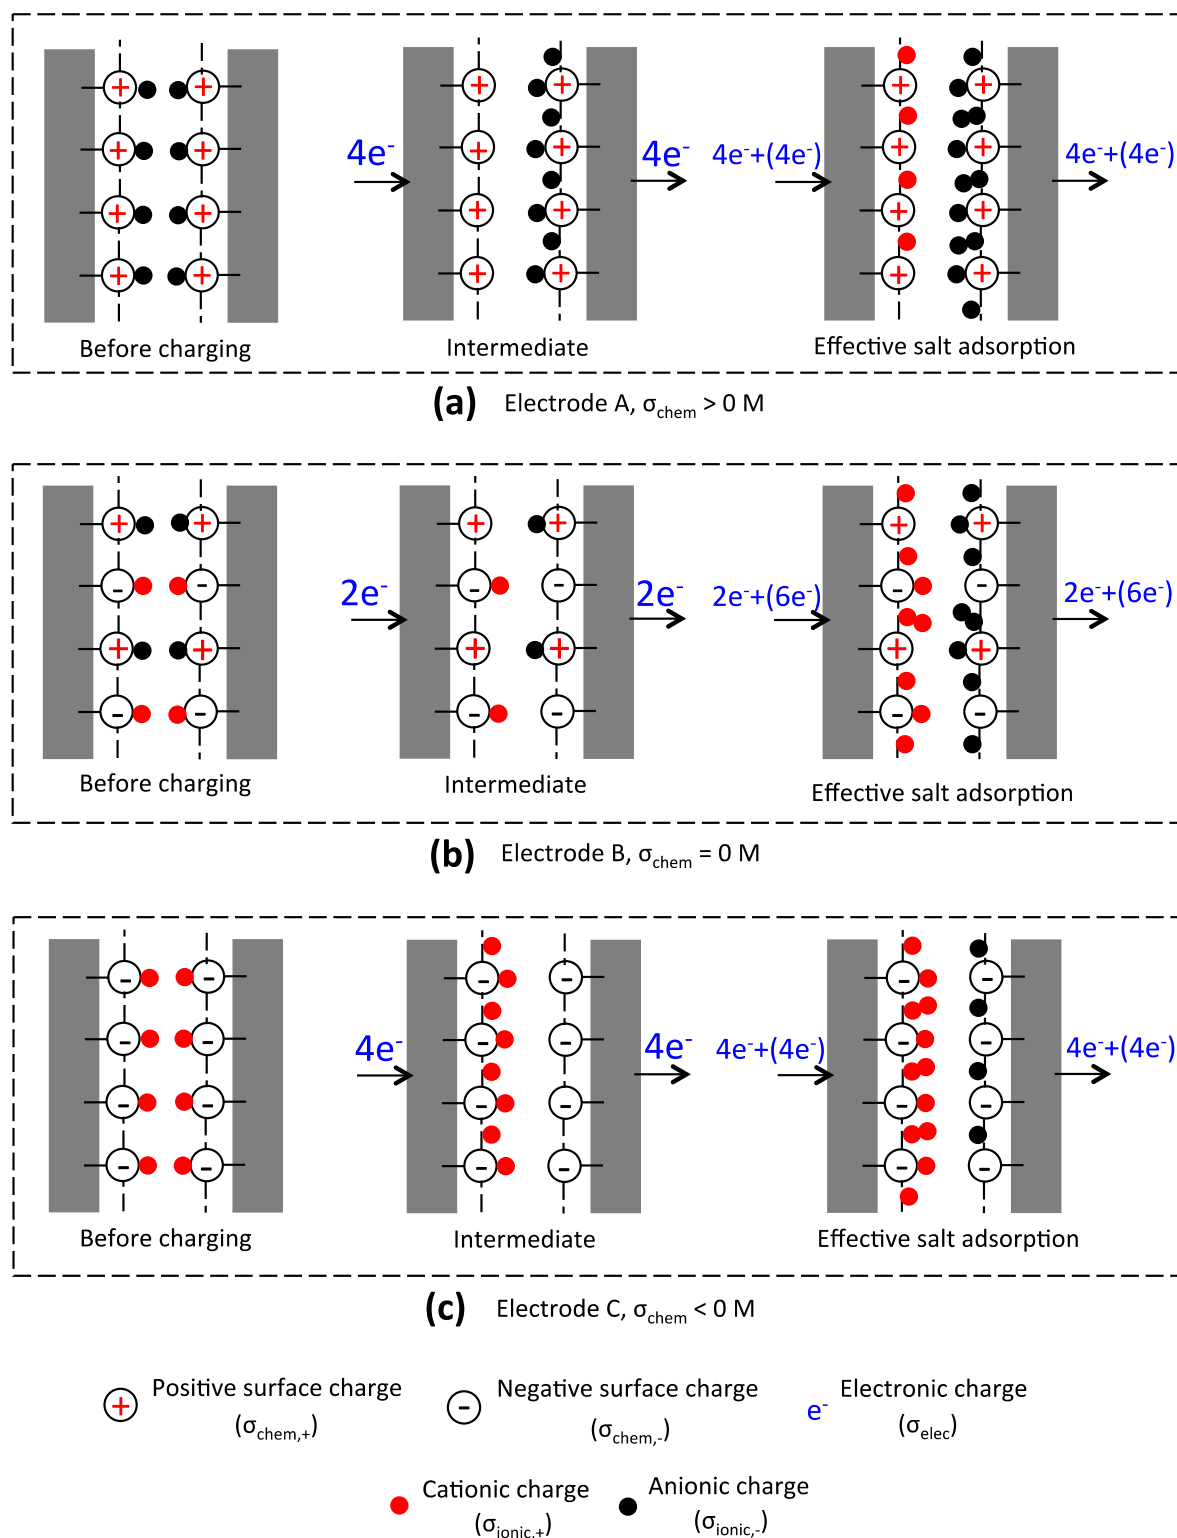 4e⁻ 4e⁻ 4e⁻+(4e⁻) 4e⁻+(4e⁻)
Before charging Intermediate Effective salt adsorption
(a) Electrode A, σchem > 0 M
2e⁻ 2e⁻ 2e⁻+(6e⁻) 2e⁻+(6e⁻)
Before charging Intermediate Effective salt adsorption
(b) Electrode B, σchem = 0 M
4e⁻ 4e⁻ 4e⁻+(4e⁻) 4e⁻+(4e⁻)
Before charging Intermediate Effective salt adsorption
(c) Electrode C, σchem < 0 M
+ Positive surface charge - Negative surface charge e⁻ Electronic charge
(σchem,+) (σchem,-) (σelec)
Cationic charge Anionic charge
(σionic,+) (σionic,-)